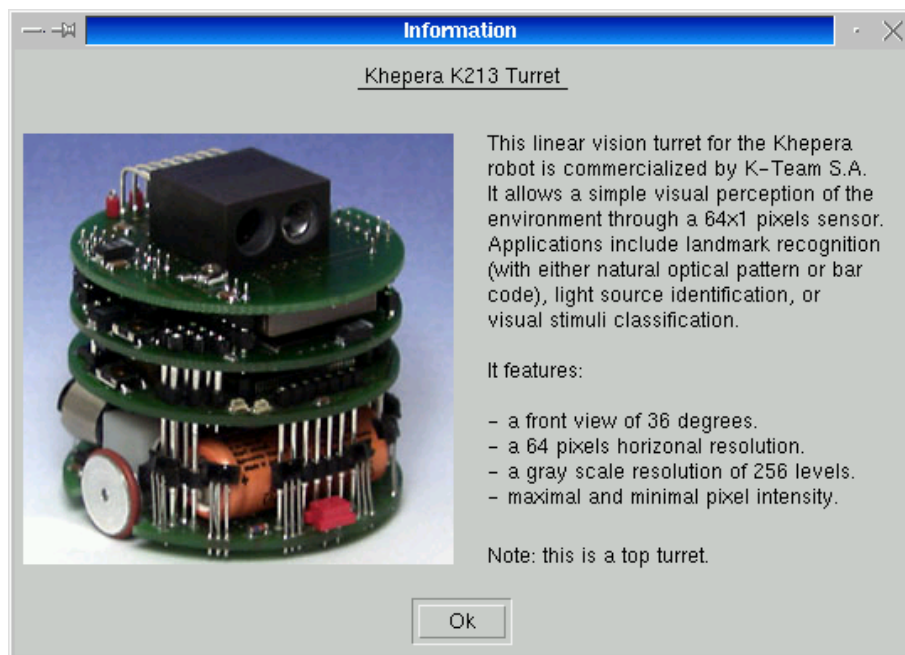 Information
Khepera K213 Turret
This linear vision turret for the Khepera
robot is commercialized by K-Team S.A.
It allows a simple visual perception of the
environment through a 64x1 pixels sensor.
Applications include landmark recognition
(with either natural optical pattern or bar
code), light source identification, or
visual stimuli classification.
It features:
- a front view of 36 degrees.
- a 64 pixels horizonal resolution.
- a gray scale resolution of 256 levels.
- maximal and minimal pixel intensity.
Note: this is a top turret.
Ok